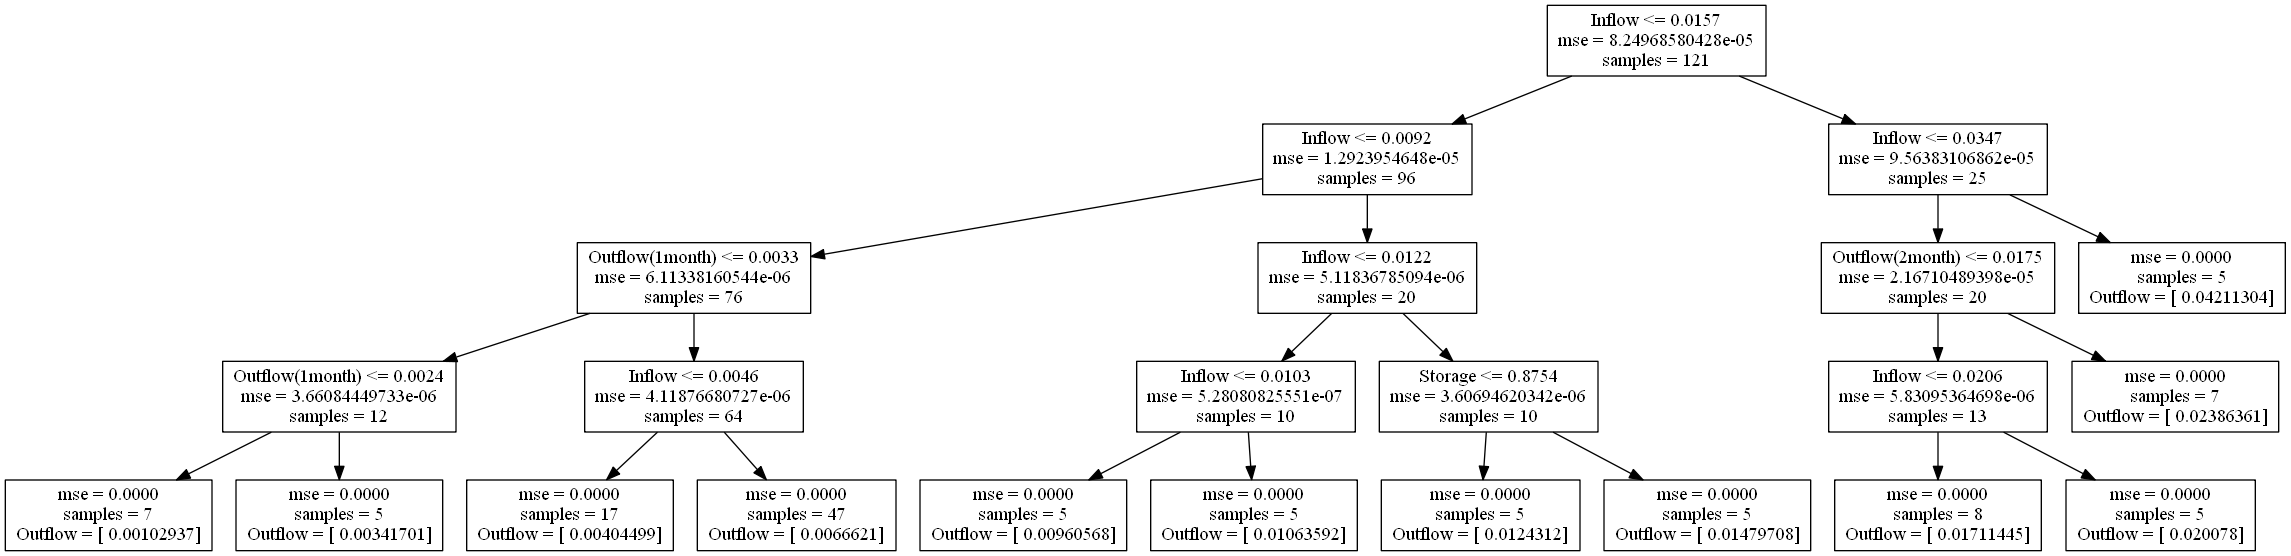 Inflow <= 0.0157
mse = 8.24968580428e-05
samples = 121
Inflow <= 0.0092
mse = 1.2923954648e-05
samples = 96
Inflow <= 0.0347
mse = 9.56383106862e-05
samples = 25
Outflow(1month) <= 0.0033
mse = 6.11338160544e-06
samples = 76
Inflow <= 0.0122
mse = 5.11836785094e-06
samples = 20
Outflow(2month) <= 0.0175
mse = 2.16710489398e-05
samples = 20
mse = 0.0000
samples = 5
Outflow = [ 0.04211304]
Outflow(1month) <= 0.0024
mse = 3.66084449733e-06
samples = 12
Inflow <= 0.0046
mse = 4.11876680727e-06
samples = 64
Inflow <= 0.0103
mse = 5.28080825551e-07
samples = 10
Storage <= 0.8754
mse = 3.60694620342e-06
samples = 10
Inflow <= 0.0206
mse = 5.83095364698e-06
samples = 13
mse = 0.0000
samples = 7
Outflow = [ 0.02386361]
mse = 0.0000
samples = 7
Outflow = [ 0.00102937]
mse = 0.0000
samples = 5
Outflow = [ 0.00341701]
mse = 0.0000
samples = 17
Outflow = [ 0.00404499]
mse = 0.0000
samples = 47
Outflow = [ 0.0066621]
mse = 0.0000
samples = 5
Outflow = [ 0.00960568]
mse = 0.0000
samples = 5
Outflow = [ 0.01063592]
mse = 0.0000
samples = 5
Outflow = [ 0.0124312]
mse = 0.0000
samples = 5
Outflow = [ 0.01479708]
mse = 0.0000
samples = 8
Outflow = [ 0.01711445]
mse = 0.0000
samples = 5
Outflow = [ 0.020078]